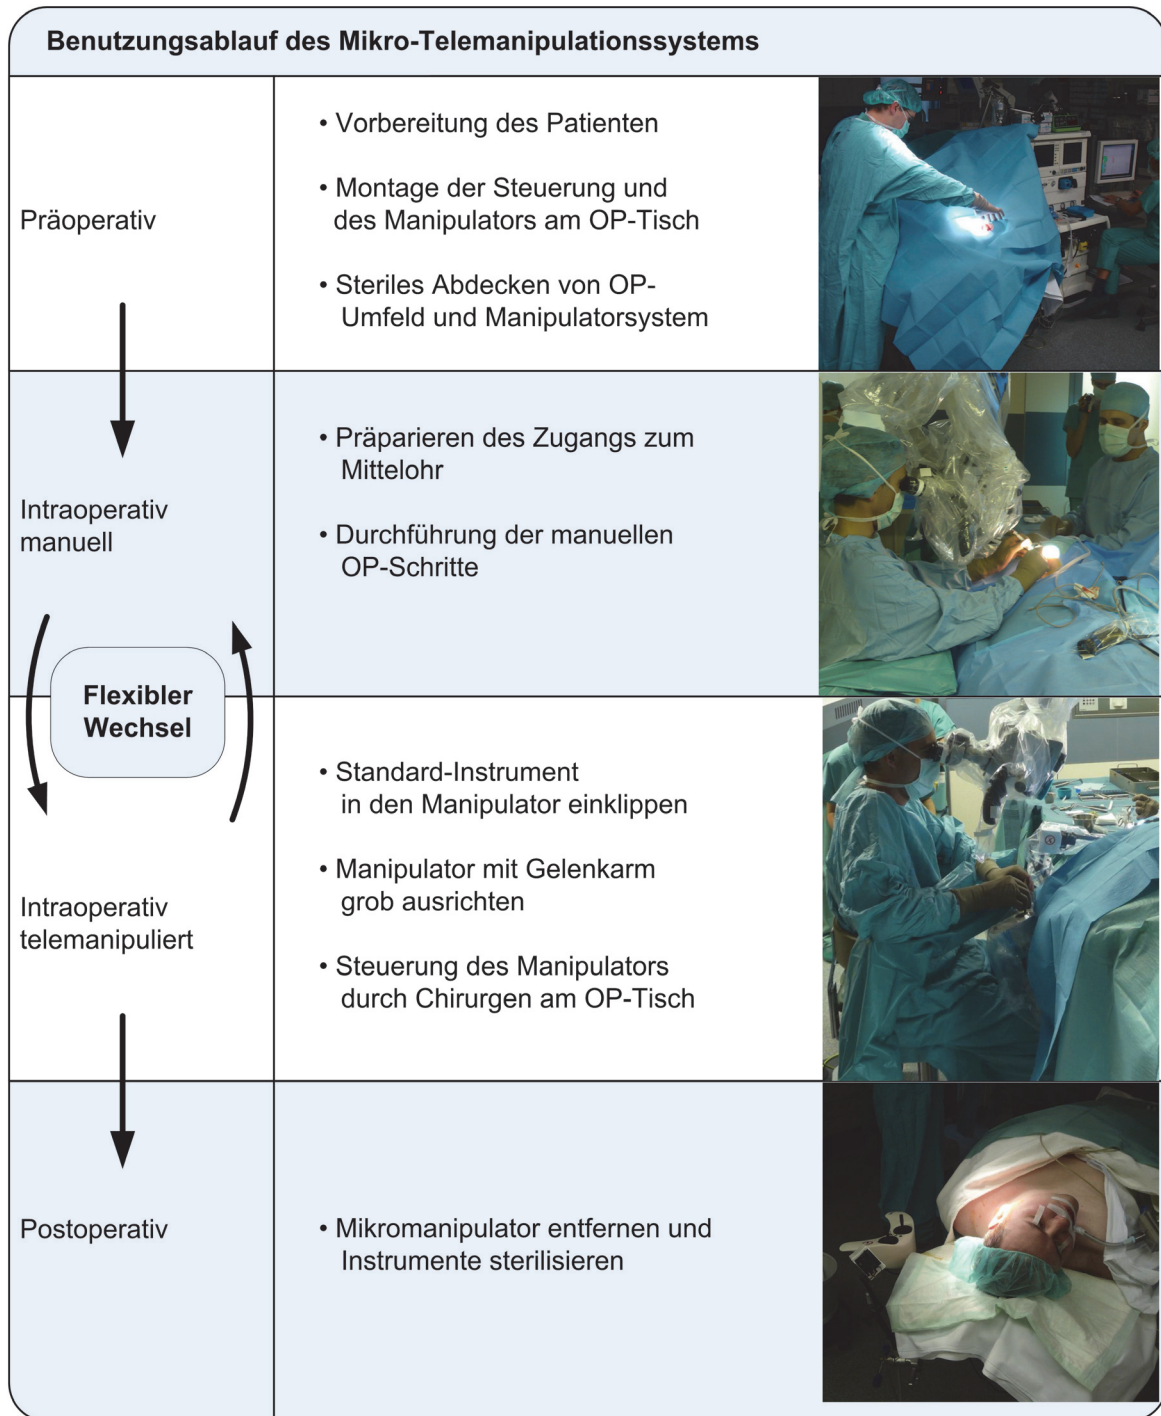 Benutzungsablauf des Mikro-Telemanipulationssystems
Präoperativ
• Vorbereitung des Patienten
• Montage der Steuerung und
des Manipulators am OP-Tisch
• Steriles Abdecken von OP-
Umfeld und Manipulatorsystem
Intraoperativ
manuell
• Präparieren des Zugangs zum
Mittelohr
• Durchführung der manuellen
OP-Schritte
Flexibler
Wechsel
Intraoperativ
telemanipuliert
• Standard-Instrument
in den Manipulator einklippen
• Manipulator mit Gelenkarm
grob ausrichten
• Steuerung des Manipulators
durch Chirurgen am OP-Tisch
Postoperativ
• Mikromanipulator entfernen und
Instrumente sterilisieren